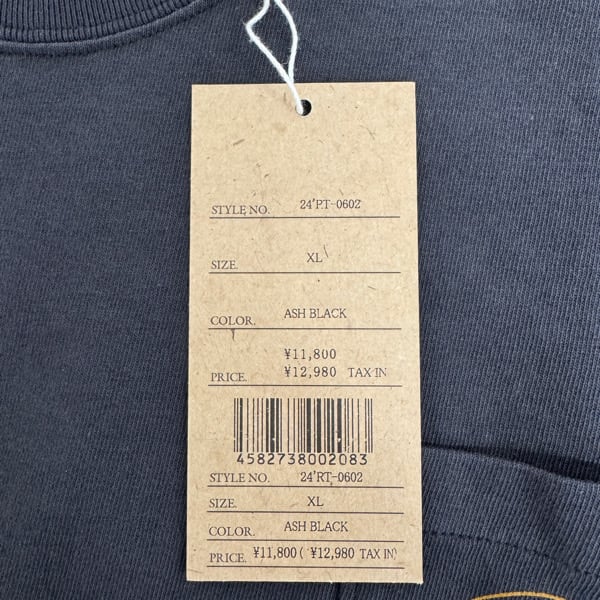 STYLE NO. 24'PT-0602
SIZE. XL
COLOR. ASH BLACK
¥11,800
PRICE. ¥12,980 TAX IN
4582738002083
STYLE NO. 24'RT-0602
SIZE. XL
COLOR. ASH BLACK
PRICE. ¥11,800 ( ¥12,980 TAX IN)